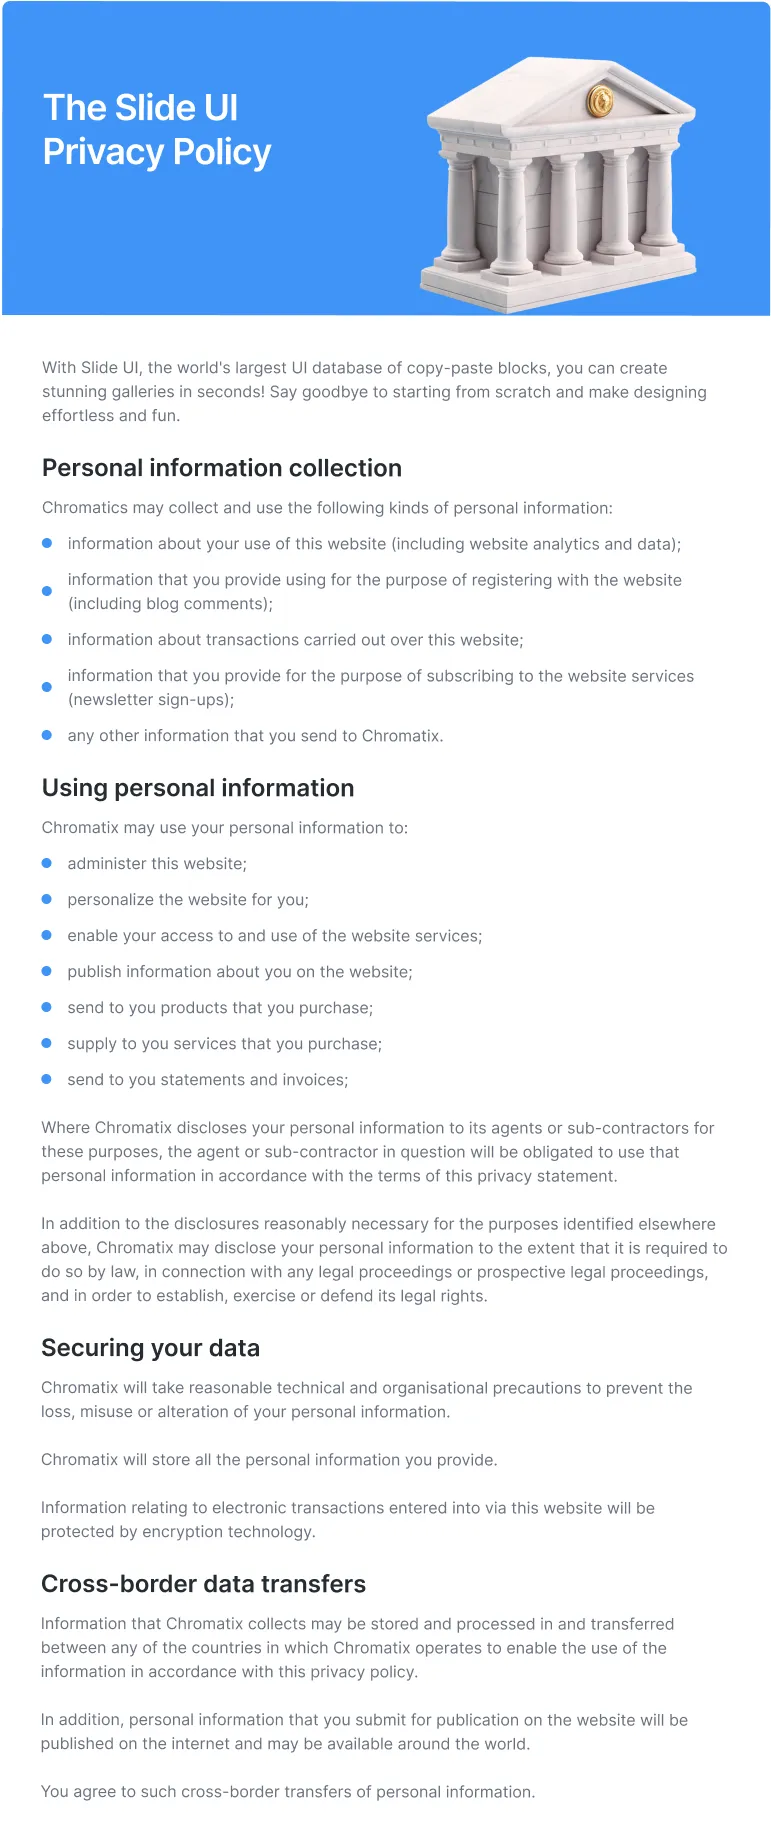 The Slide UI
Privacy Policy
With Slide UI, the world's largest UI database of copy-paste blocks, you can create
stunning galleries in seconds! Say goodbye to starting from scratch and make designing
effortless and fun.
Personal information collection
Chromatics may collect and use the following kinds of personal information:
information about your use of this website (including website analytics and data);
information that you provide using for the purpose of registering with the website
(including blog comments);
information about transactions carried out over this website;
information that you provide for the purpose of subscribing to the website services
(newsletter sign-ups);
any other information that you send to Chromatix.
Using personal information
Chromatix may use your personal information to:
administer this website;
personalize the website for you;
enable your access to and use of the website services;
publish information about you on the website;
send to you products that you purchase;
supply to you services that you purchase;
send to you statements and invoices;
Where Chromatix discloses your personal information to its agents or sub-contractors for
these purposes, the agent or sub-contractor in question will be obligated to use that
personal information in accordance with the terms of this privacy statement.
In addition to the disclosures reasonably necessary for the purposes identified elsewhere
above, Chromatix may disclose your personal information to the extent that it is required to
do so by law, in connection with any legal proceedings or prospective legal proceedings,
and in order to establish, exercise or defend its legal rights.
Securing your data
Chromatix will take reasonable technical and organisational precautions to prevent the
loss, misuse or alteration of your personal information.
Chromatix will store all the personal information you provide.
Information relating to electronic transactions entered into via this website will be
protected by encryption technology.
Cross-border data transfers
Information that Chromatix collects may be stored and processed in and transferred
between any of the countries in which Chromatix operates to enable the use of the
information in accordance with this privacy policy.
In addition, personal information that you submit for publication on the website will be
published on the internet and may be available around the world.
You agree to such cross-border transfers of personal information.